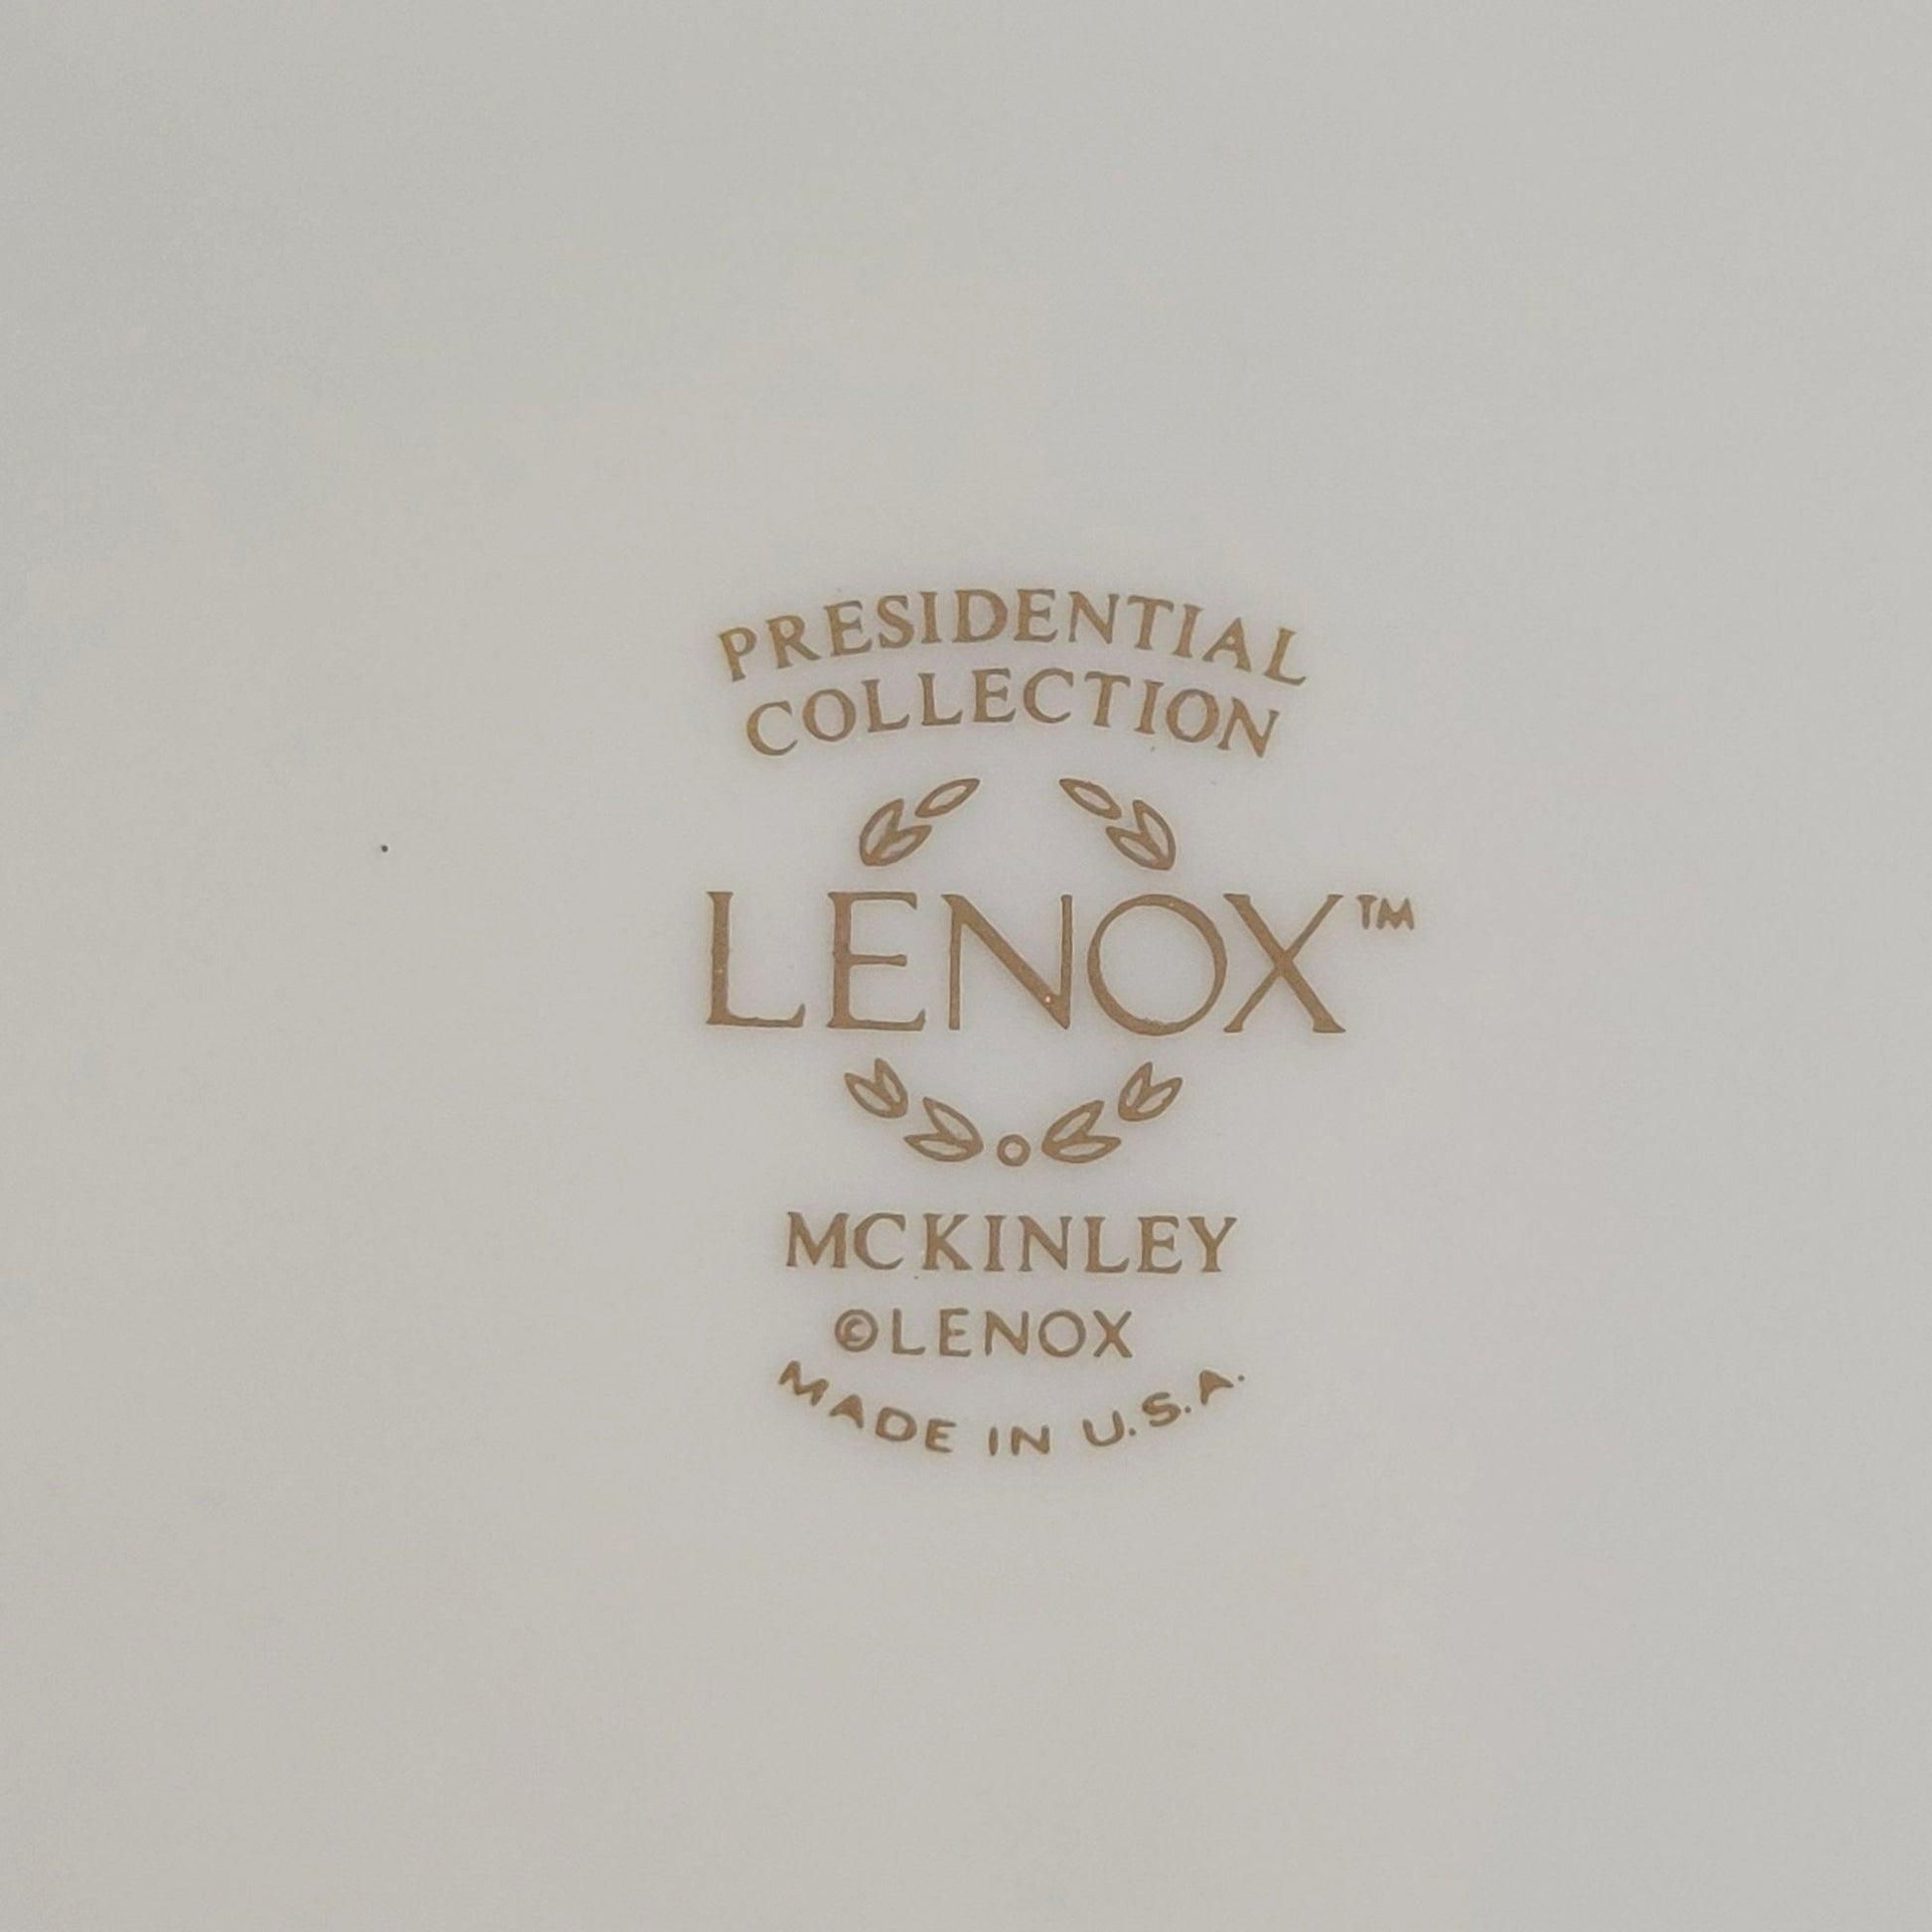 PRESIDENTIAL
COLLECTION
LENOX™
MCKINLEY
©LENOX
MADE IN U.S.A.